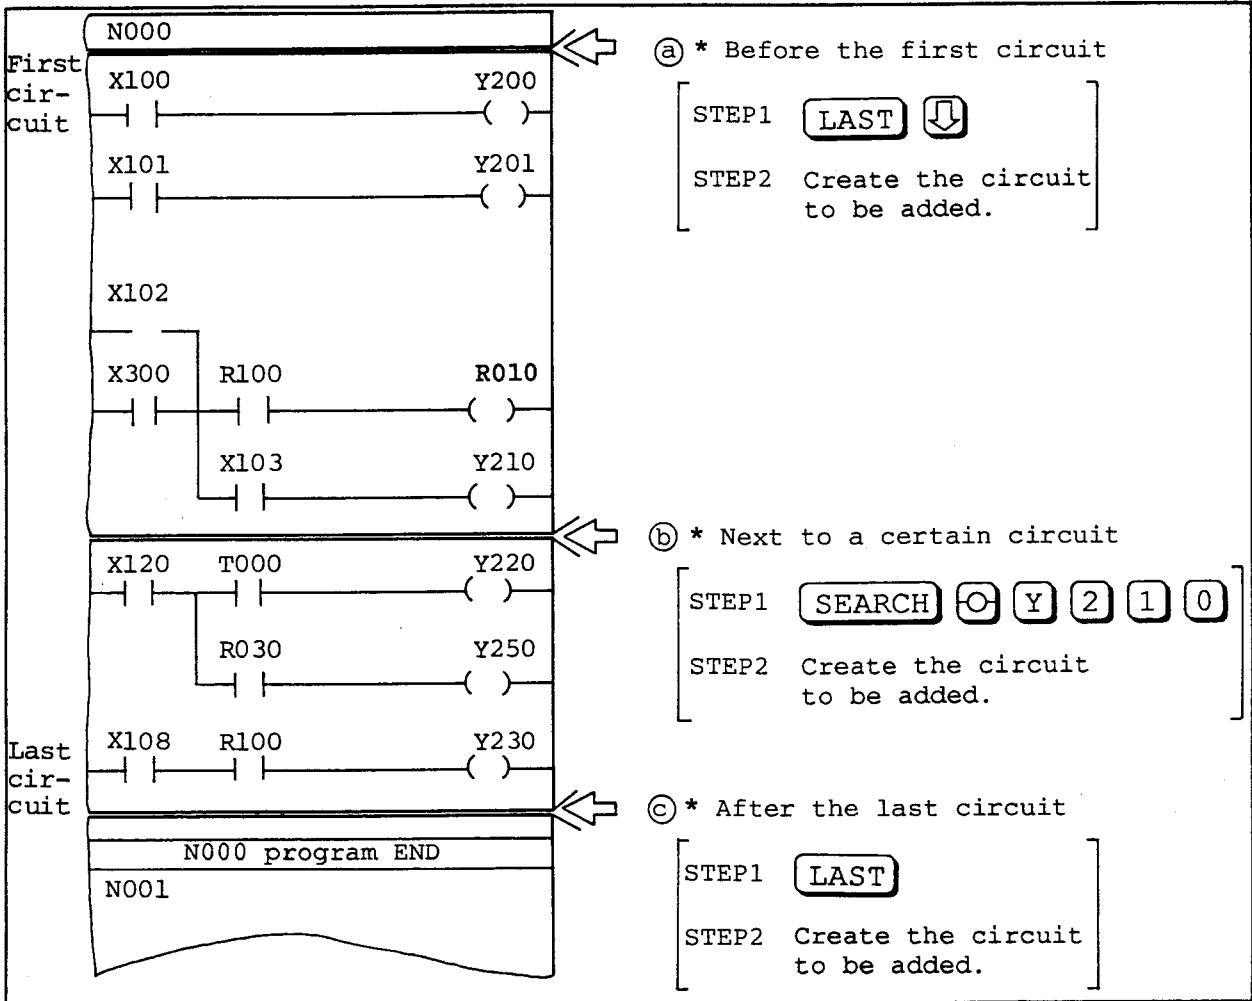 N000
First
cir-
cuit
X100 Y200
X101 Y201
X102
X300 R100 R010
X103 Y210
X120 T000 Y220
R030 Y250
Last
cir-
cuit
X108 R100 Y230
N000 program END
N001
ⓐ * Before the first circuit
STEP1 LAST ⇩
STEP2 Create the circuit
to be added.
ⓑ * Next to a certain circuit
STEP1 SEARCH Y 2 1 0
STEP2 Create the circuit
to be added.
ⓒ * After the last circuit
STEP1 LAST
STEP2 Create the circuit
to be added.